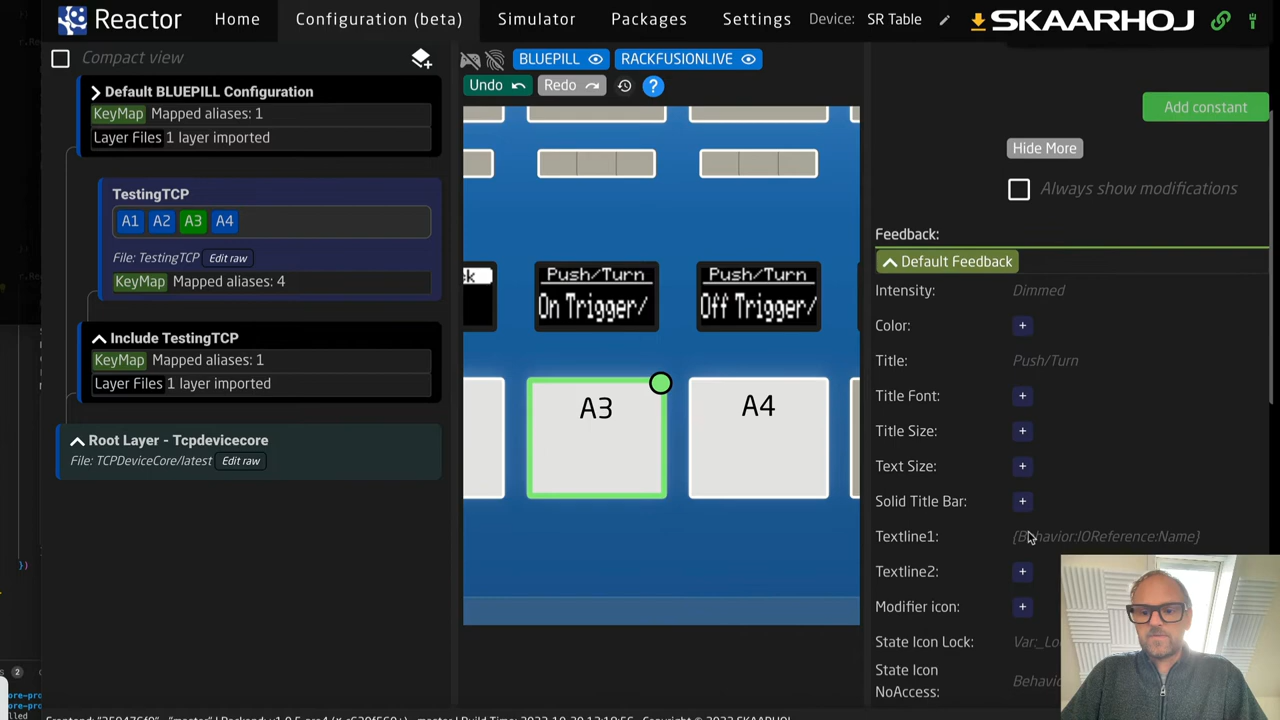 Reactor
Home
Configuration (beta)
Simulator
Packages
Settings
Device: SR Table
SKAARHOJ
Compact view
Default BLUEPILL Configuration
KeyMap Mapped aliases: 1
Layer Files 1 layer imported
TestingTCP
A1 A2 A3 A4
File: TestingTCP Edit raw
KeyMap Mapped aliases: 4
Include TestingTCP
KeyMap Mapped aliases: 1
Layer Files 1 layer imported
Root Layer - Tcpdevicecore
File: TCPDeviceCore/latest Edit raw
BLUEPILL
RACKFUSIONLIVE
Undo
Redo
?
Push/Turn
On Trigger/
Push/Turn
Off Trigger/
A3
A4
Add constant
Hide More
Always show modifications
Feedback:
Default Feedback
Intensity: Dimmed
Color: +
Title: Push/Turn
Title Font: +
Title Size: +
Text Size: +
Solid Title Bar: +
Textline1: {Behavior:IOReference:Name}
Textline2: +
Modifier icon: +
State Icon Lock:
State Icon
NoAccess:
})
2